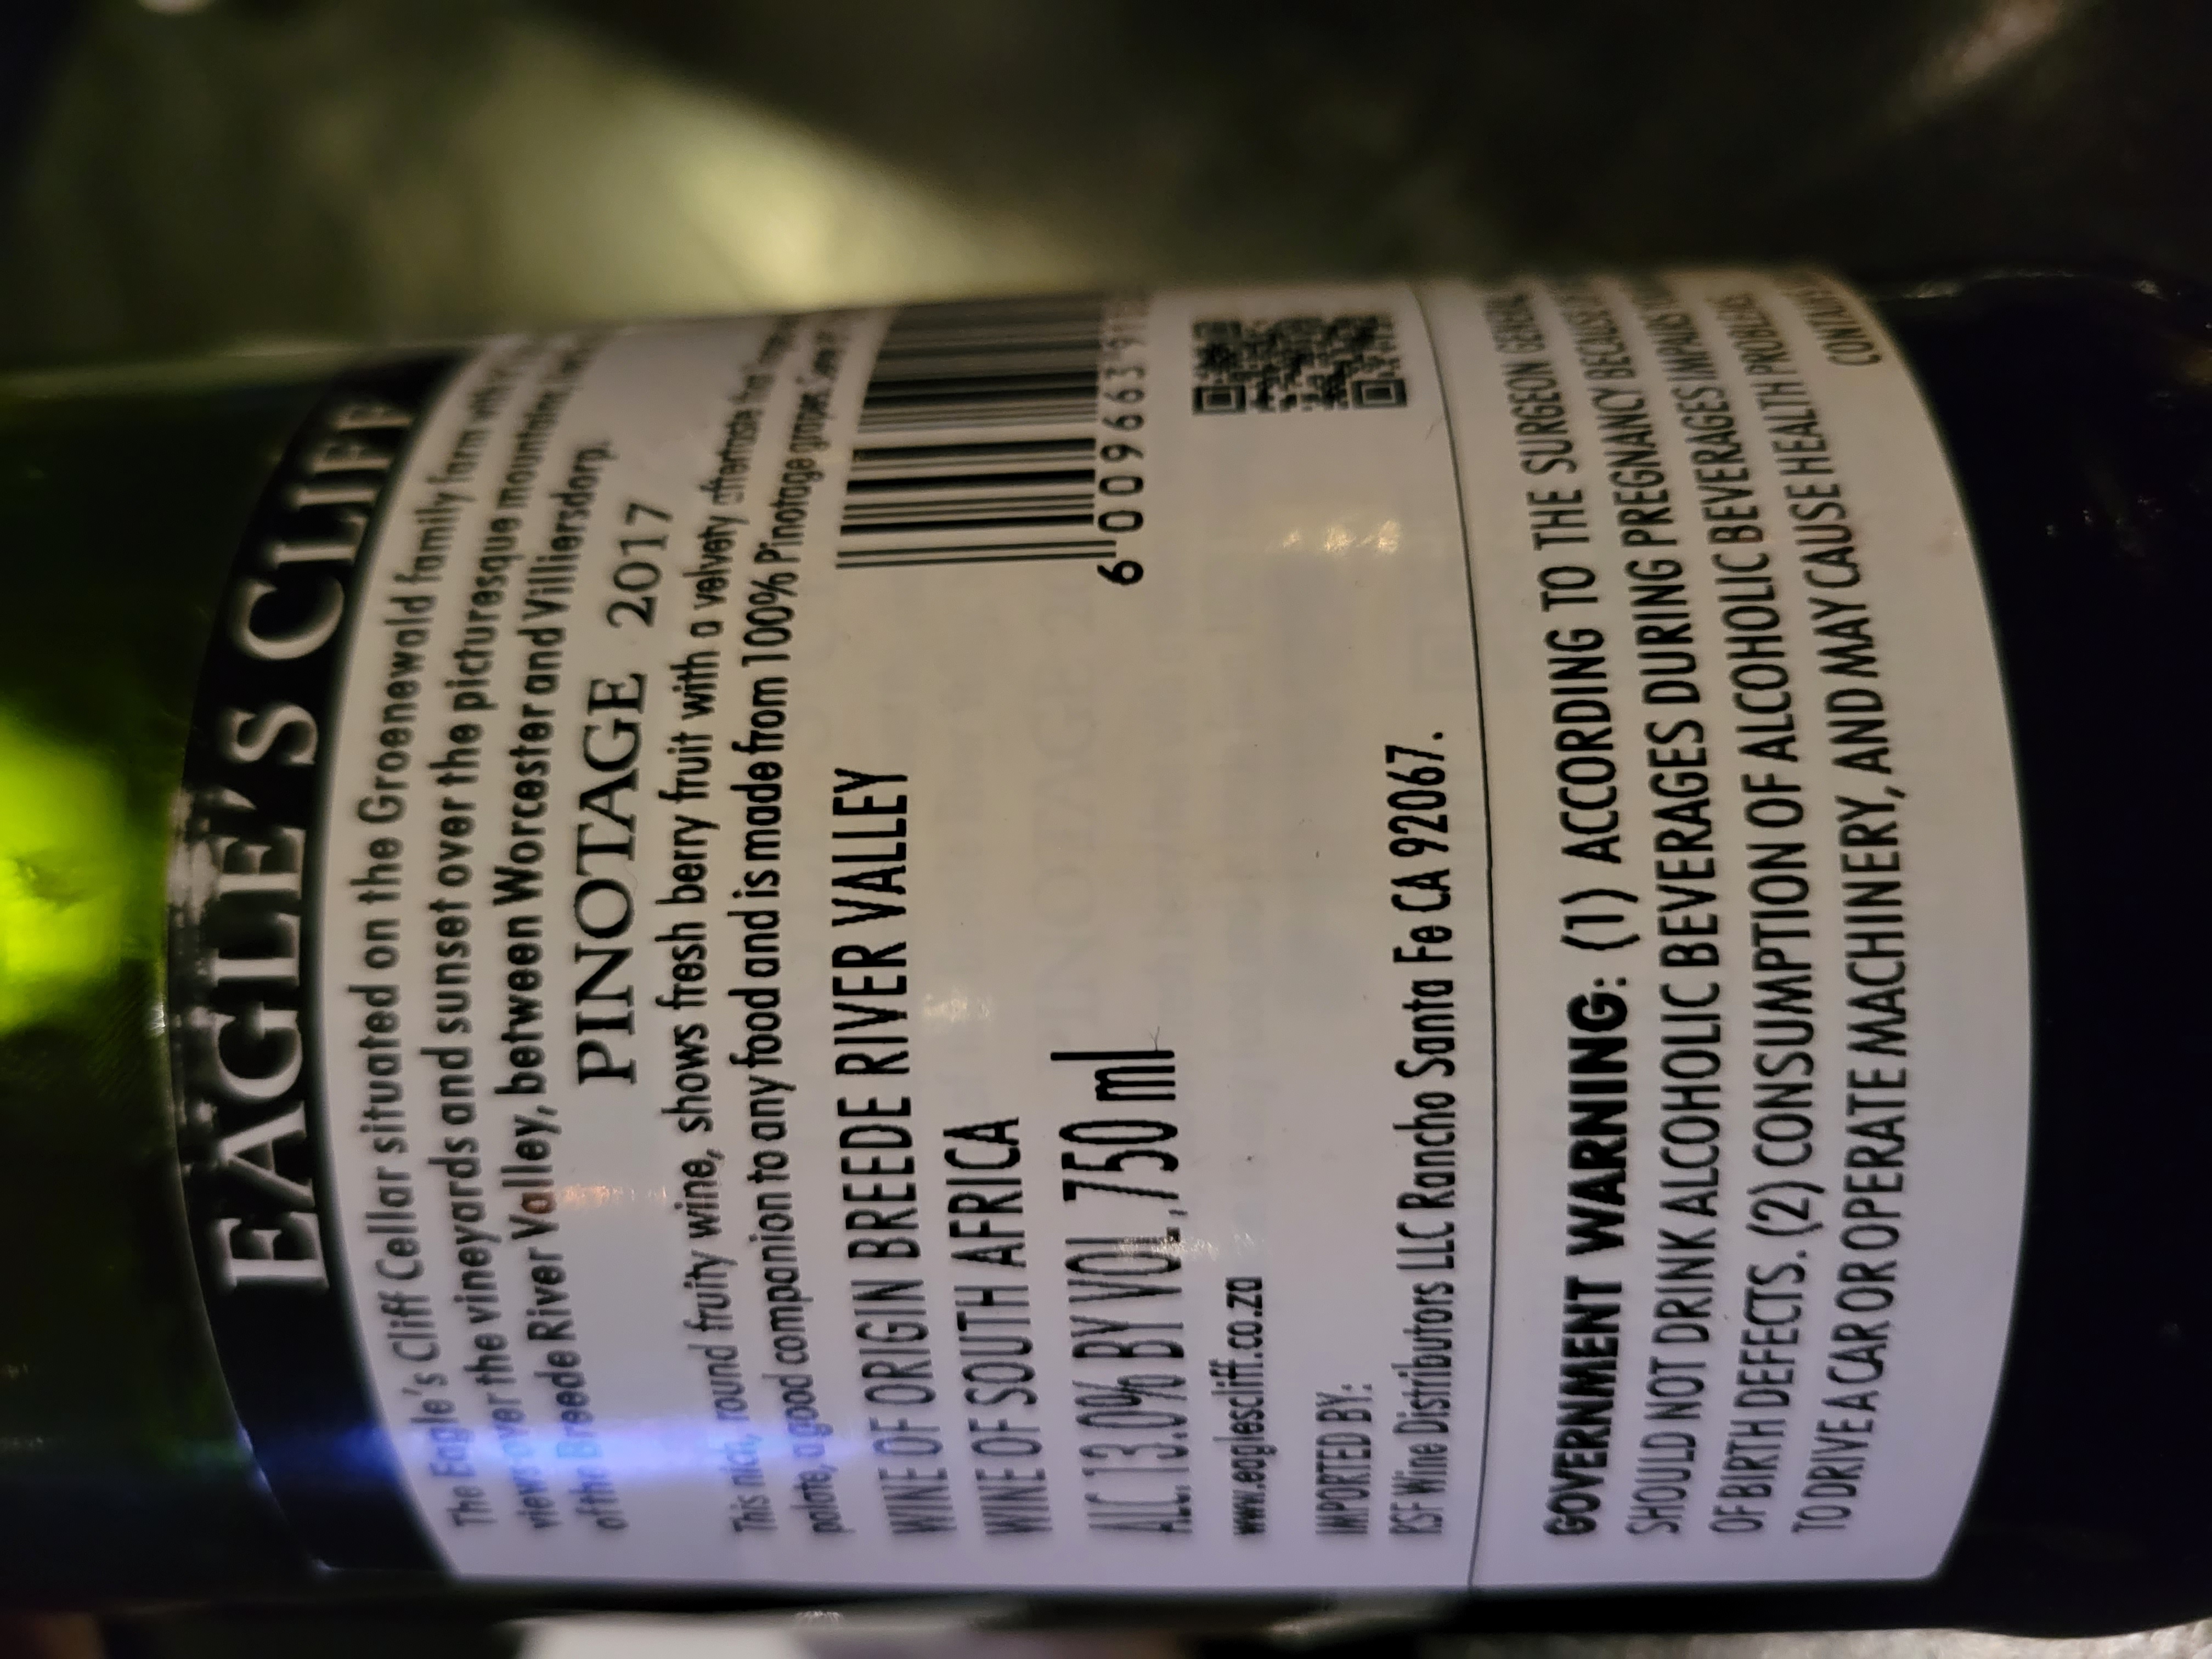 EAGLE'S CLIFF
The Eagle's Cliff Cellar situated on the Groenewald family farm with
views over the vineyards and sunset over the picturesque mountains
of the Breede River Valley, between Worcester and Villiersdorp.
PINOTAGE 2017
This rich, round fruity wine, shows fresh berry fruit with a velvety aftertaste that
palate, a good companion to any food and is made from 100% Pinotage grapes. Serve
WINE OF ORIGIN BREEDE RIVER VALLEY
WINE OF SOUTH AFRICA
ALC 13.0% BY VOL, 750 ml
6 009663 91
www.eaglescliff.co.za
IMPORTED BY:
RSF Wine Distributors LLC Rancho Santa Fe CA 92067.
GOVERNMENT WARNING: (1) ACCORDING TO THE SURGEON GENERAL,
SHOULD NOT DRINK ALCOHOLIC BEVERAGES DURING PREGNANCY BECAUSE
OF BIRTH DEFECTS. (2) CONSUMPTION OF ALCOHOLIC BEVERAGES IMPAIRS
TO DRIVE A CAR OR OPERATE MACHINERY, AND MAY CAUSE HEALTH PROBLEMS.
CONTAINS